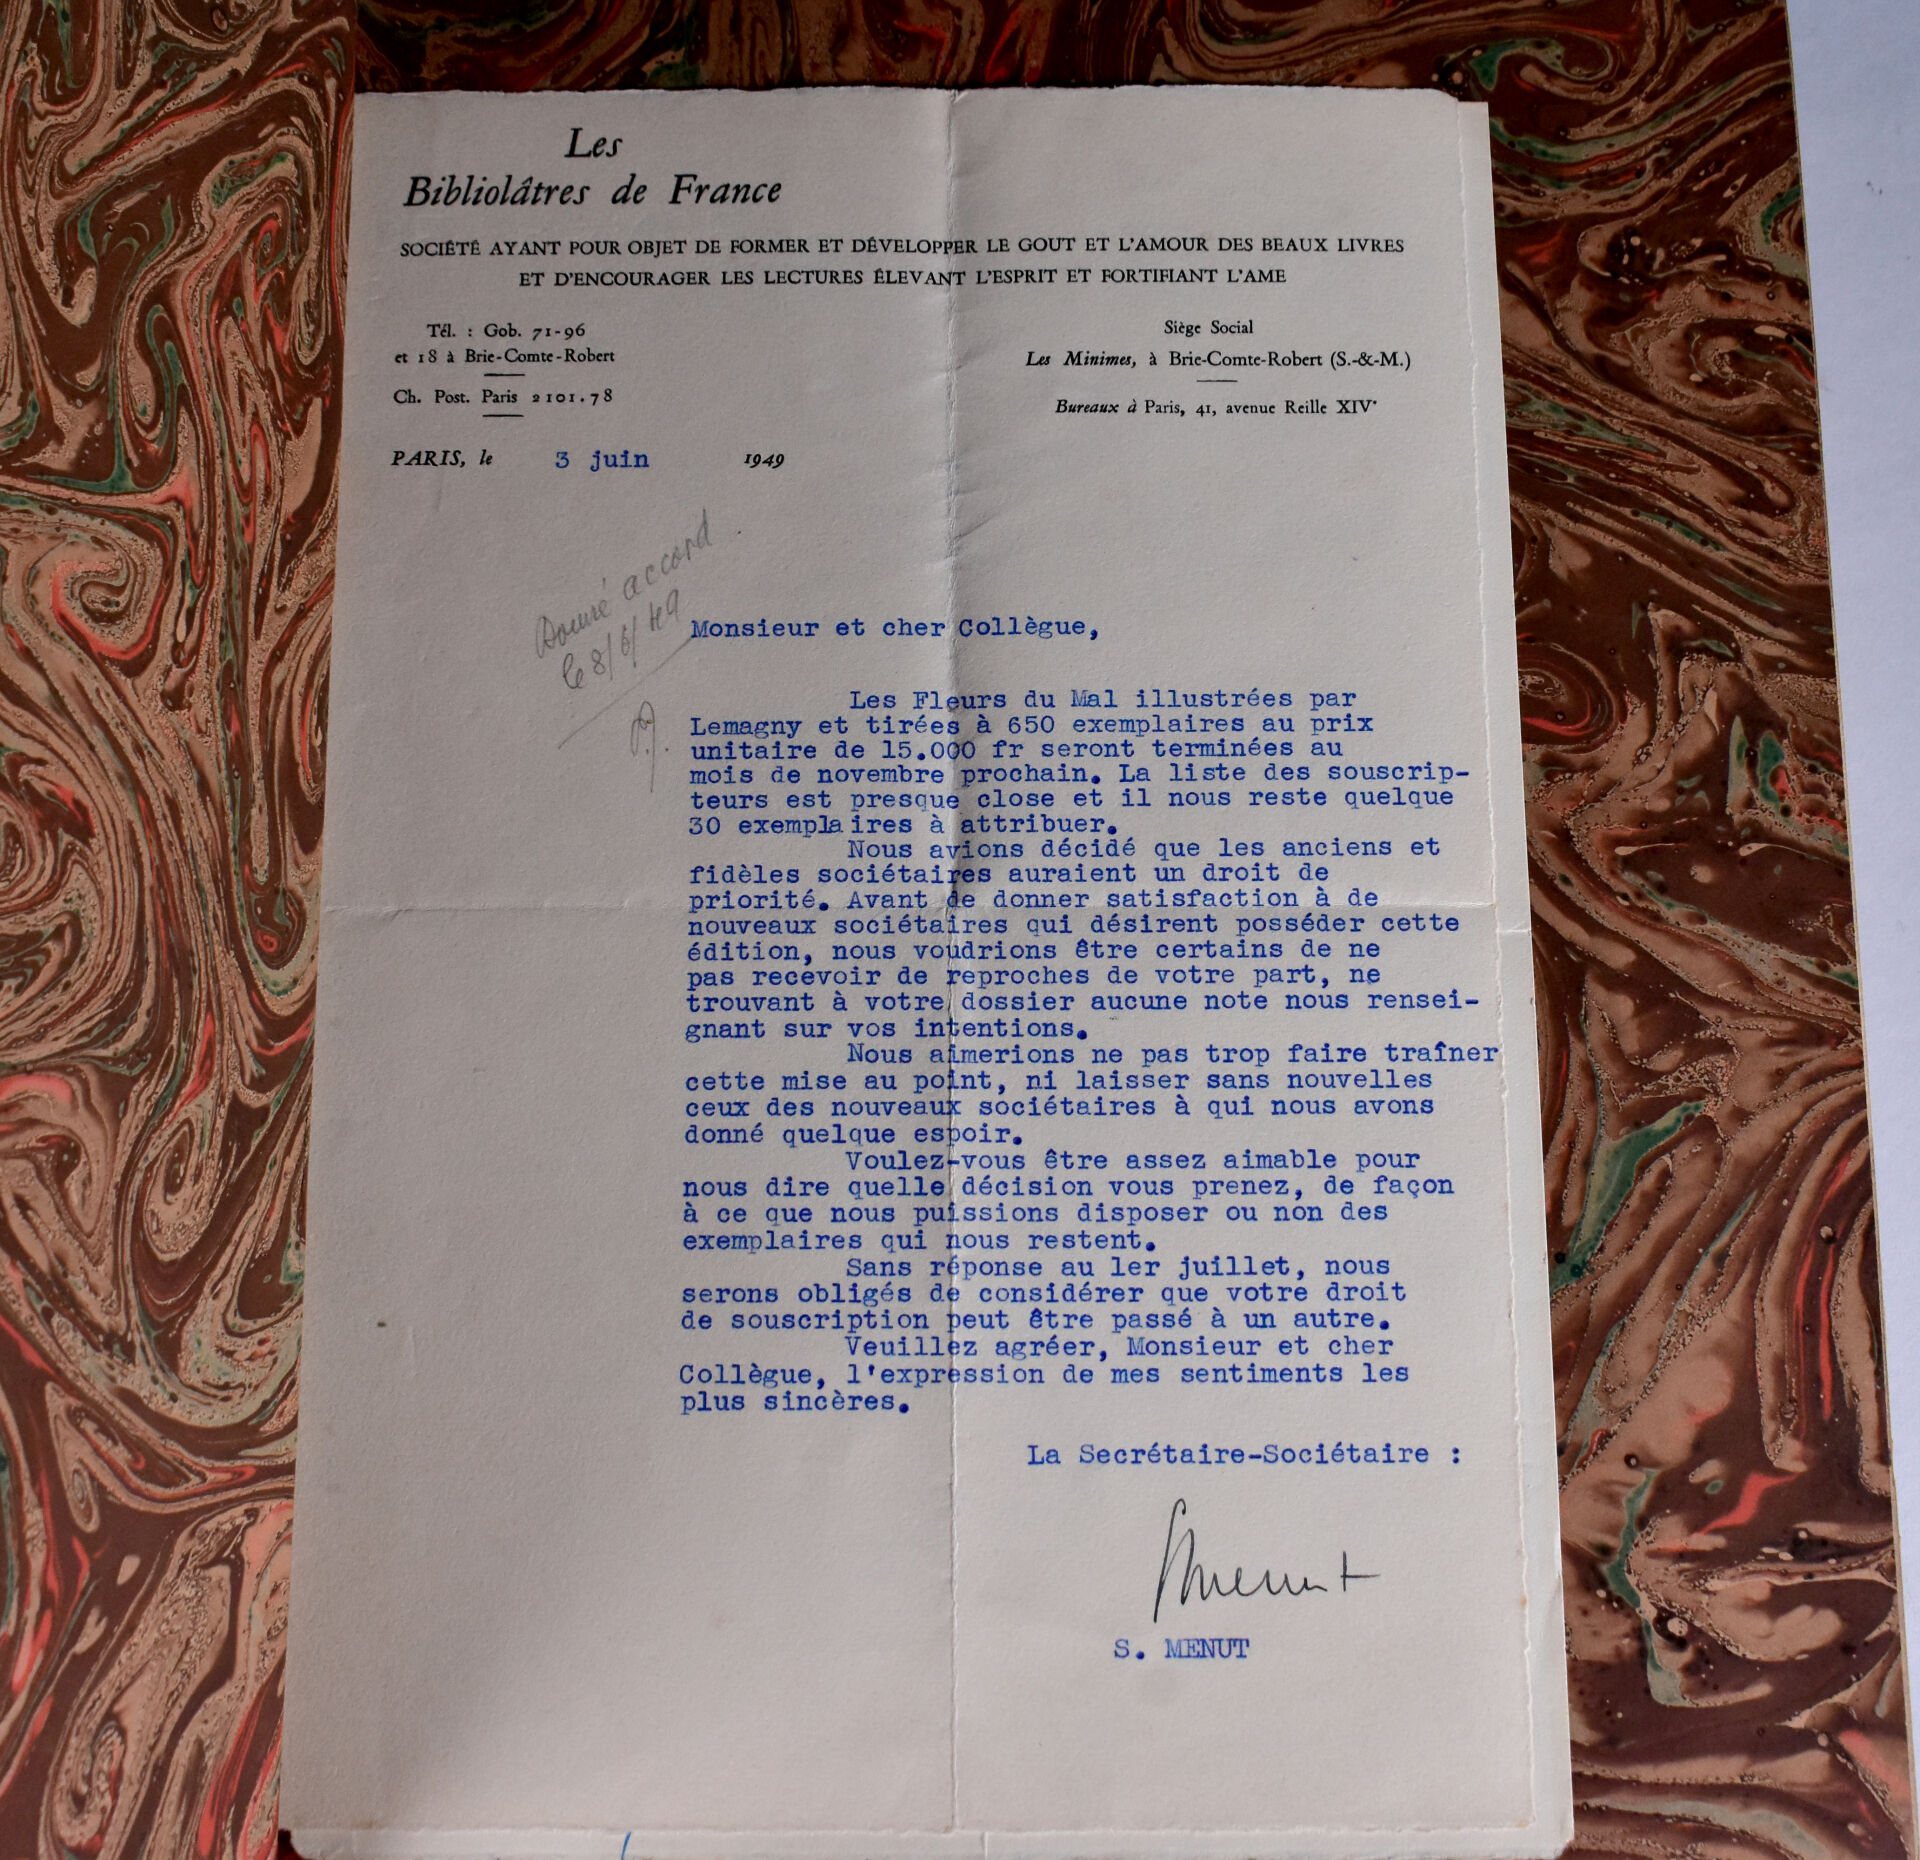 Les
Bibliolâtres de France
SOCIÉTÉ AYANT POUR OBJET DE FORMER ET DÉVELOPPER LE GOUT ET L'AMOUR DES BEAUX LIVRES
ET D'ENCOURAGER LES LECTURES ÉLEVANT L'ESPRIT ET FORTIFIANT L'AME
Tél. : Gob. 71-96
et 18 à Brie-Comte-Robert
Ch. Post. Paris 2101.78
Siège Social
Les Minimes, à Brie-Comte-Robert (S.-&-M.)
Bureaux à Paris, 41, avenue Reille XIVᵉ
PARIS, le 3 juin 1949
Donné accord
le 8/6/49
Monsieur et cher Collègue,
Les Fleurs du Mal illustrées par
Lemagny et tirées à 650 exemplaires au prix
unitaire de 15.000 fr seront terminées au
mois de novembre prochain. La liste des souscrip-
teurs est presque close et il nous reste quelque
30 exemplaires à attribuer.
Nous avions décidé que les anciens et
fidèles sociétaires auraient un droit de
priorité. Avant de donner satisfaction à de
nouveaux sociétaires qui désirent posséder cette
édition, nous voudrions être certains de ne
pas recevoir de reproches de votre part, ne
trouvant à votre dossier aucune note nous rensei-
gnant sur vos intentions.
Nous aimerions ne pas trop faire traîner
cette mise au point, ni laisser sans nouvelles
ceux des nouveaux sociétaires à qui nous avons
donné quelque espoir.
Voulez-vous être assez aimable pour
nous dire quelle décision vous prenez, de façon
à ce que nous puissions disposer ou non des
exemplaires qui nous restent.
Sans réponse au 1er juillet, nous
serons obligés de considérer que votre droit
de souscription peut être passé à un autre.
Veuillez agréer, Monsieur et cher
Collègue, l'expression de mes sentiments les
plus sincères.
La Secrétaire-Sociétaire :
SMenut
S. MENUT